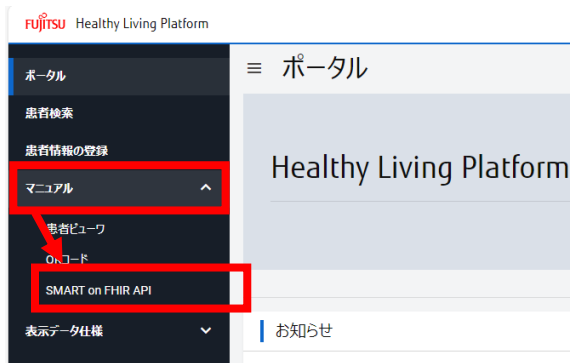 FUJITSU Healthy Living Platform
ポータル
患者検索
患者情報の登録
マニュアル
患者ビューワ
QRコード
SMART on FHIR API
表示データ仕様
≡ ポータル
Healthy Living Platform
お知らせ